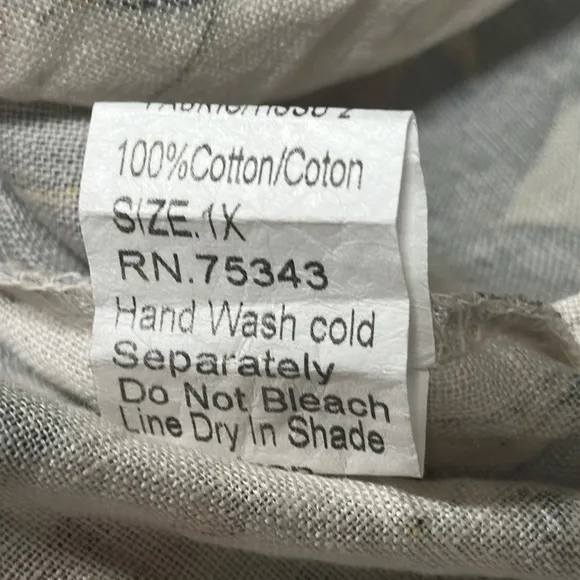 100%Cotton/Coton
SIZE.1X
RN.75343
Hand Wash cold
Separately
Do Not Bleach
Line Dry In Shade